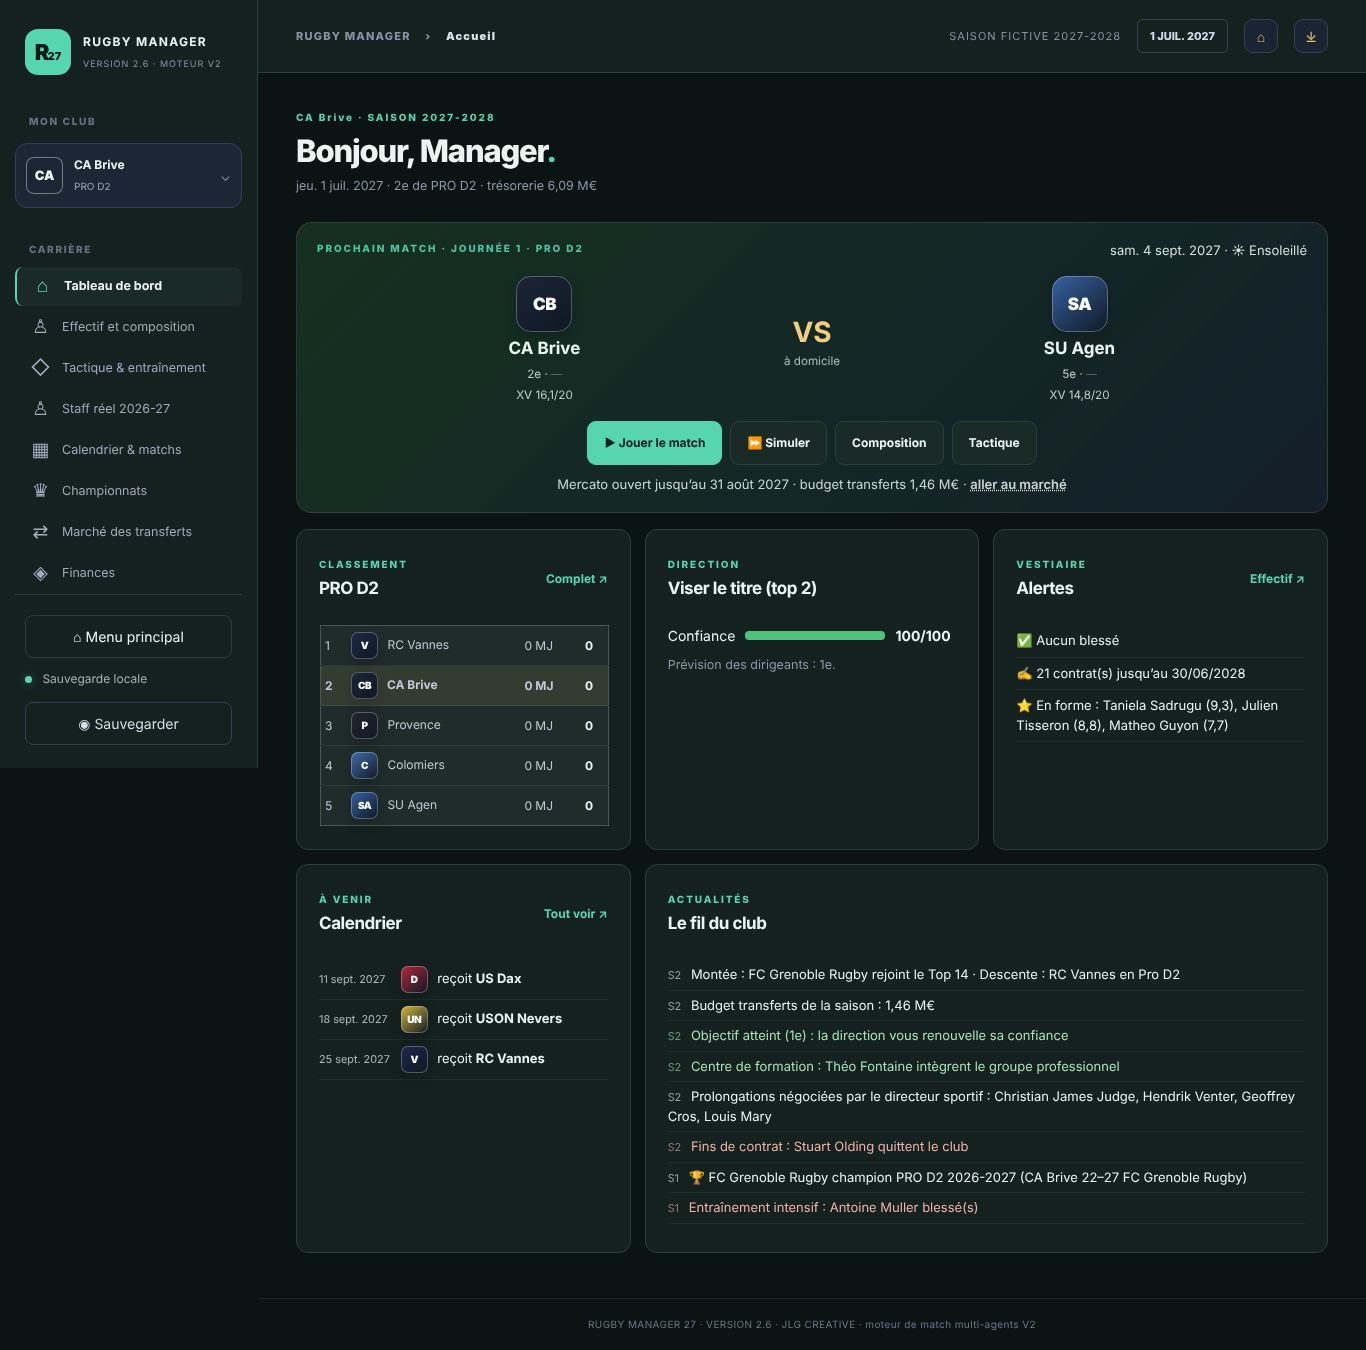 R27
RUGBY MANAGER
VERSION 2.6 · MOTEUR V2
MON CLUB
CA
CA Brive
PRO D2
CARRIÈRE
Tableau de bord
Effectif et composition
Tactique & entraînement
Staff réel 2026-27
Calendrier & matchs
Championnats
Marché des transferts
Finances
⌂ Menu principal
Sauvegarde locale
◉ Sauvegarder
RUGBY MANAGER › Accueil
SAISON FICTIVE 2027-2028
1 JUIL. 2027
CA Brive · SAISON 2027-2028
Bonjour, Manager.
jeu. 1 juil. 2027 · 2e de PRO D2 · trésorerie 6,09 M€
PROCHAIN MATCH · JOURNÉE 1 · PRO D2
sam. 4 sept. 2027 · ☀ Ensoleillé
CB
CA Brive
2e · —
XV 16,1/20
VS
à domicile
SA
SU Agen
5e · —
XV 14,8/20
▶ Jouer le match
⏩ Simuler
Composition
Tactique
Mercato ouvert jusqu’au 31 août 2027 · budget transferts 1,46 M€ · aller au marché
CLASSEMENT
PRO D2
Complet ↗
1 V RC Vannes 0 MJ 0
2 CB CA Brive 0 MJ 0
3 P Provence 0 MJ 0
4 C Colomiers 0 MJ 0
5 SA SU Agen 0 MJ 0
DIRECTION
Viser le titre (top 2)
Confiance 100/100
Prévision des dirigeants : 1e.
VESTIAIRE
Alertes
Effectif ↗
✅ Aucun blessé
✍ 21 contrat(s) jusqu’au 30/06/2028
⭐ En forme : Taniela Sadrugu (9,3), Julien
Tisseron (8,8), Matheo Guyon (7,7)
À VENIR
Calendrier
Tout voir ↗
11 sept. 2027 D reçoit US Dax
18 sept. 2027 UN reçoit USON Nevers
25 sept. 2027 V reçoit RC Vannes
ACTUALITÉS
Le fil du club
S2 Montée : FC Grenoble Rugby rejoint le Top 14 · Descente : RC Vannes en Pro D2
S2 Budget transferts de la saison : 1,46 M€
S2 Objectif atteint (1e) : la direction vous renouvelle sa confiance
S2 Centre de formation : Théo Fontaine intègrent le groupe professionnel
S2 Prolongations négociées par le directeur sportif : Christian James Judge, Hendrik Venter, Geoffrey
Cros, Louis Mary
S2 Fins de contrat : Stuart Olding quittent le club
S1 🏆 FC Grenoble Rugby champion PRO D2 2026-2027 (CA Brive 22–27 FC Grenoble Rugby)
S1 Entraînement intensif : Antoine Muller blessé(s)
RUGBY MANAGER 27 · VERSION 2.6 · JLG CREATIVE · moteur de match multi-agents V2